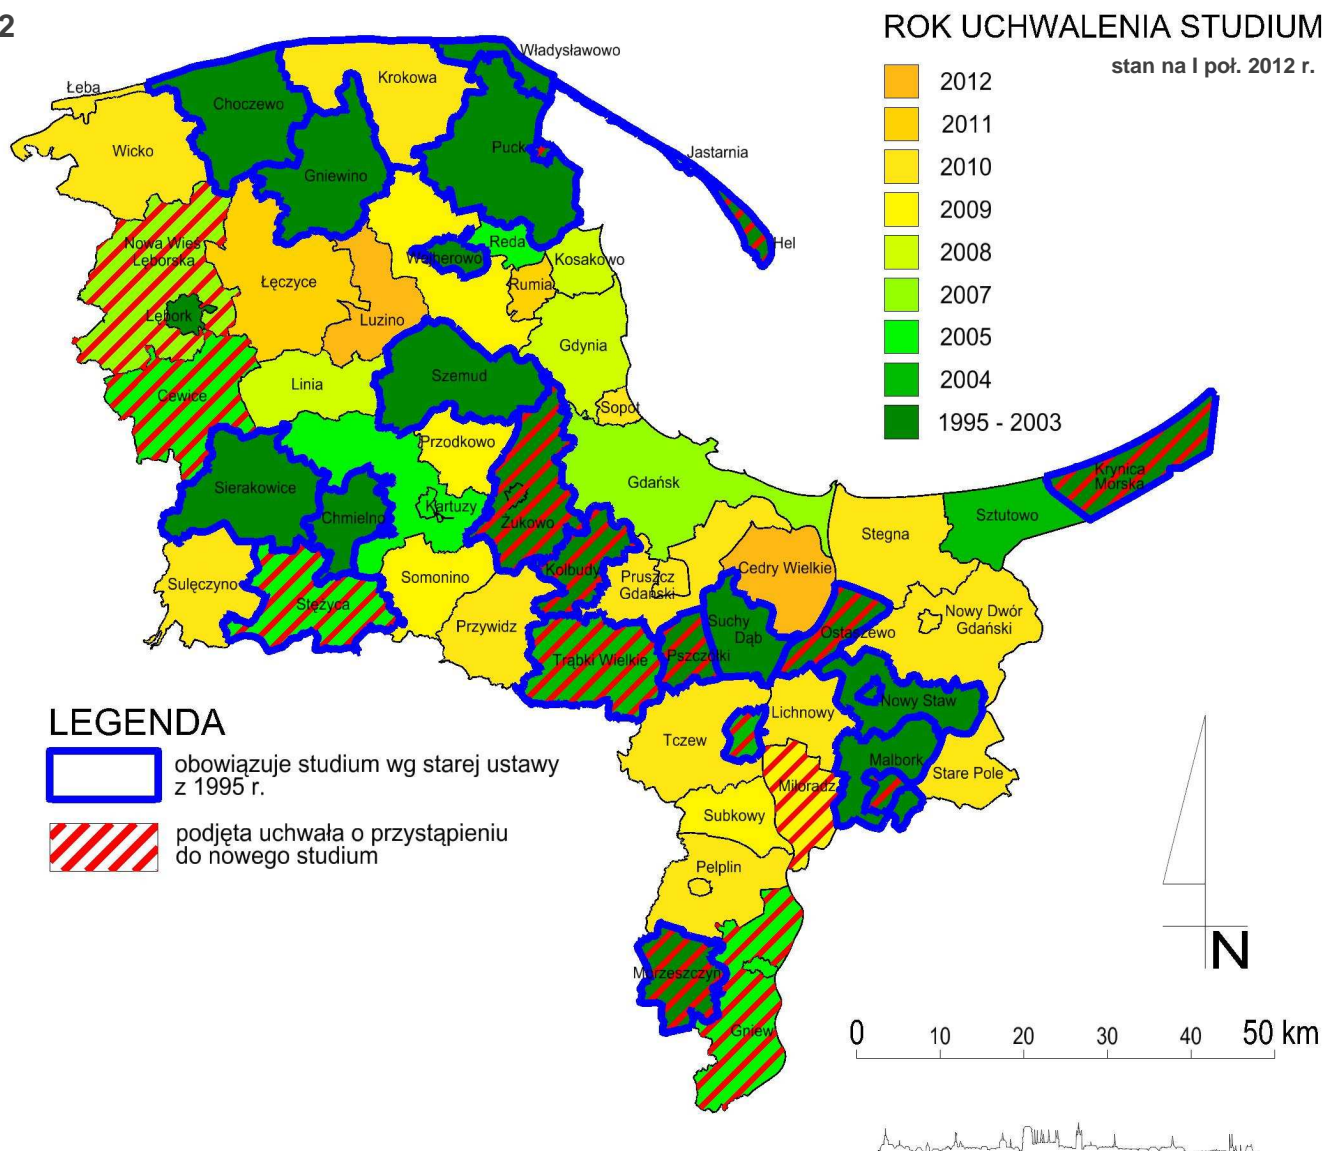 2
ROK UCHWALENIA STUDIUM
stan na I poł. 2012 r.
2012
2011
2010
2009
2008
2007
2005
2004
1995 - 2003
Władysławowo
Łeba
Krokowa
Choczewo
Wicko
Puck
Jastarnia
Gniewino
Hel
Nowa Wieś
Lęborska
Reda
Wejherowo
Kosakowo
Łęczyce
Rumia
Lębork
Luzino
Gdynia
Linia
Szemud
Cewice
Sopot
Przodkowo
Krynica
Morska
Sierakowice
Gdańsk
Chmielno
Kartuzy
Żukowo
Sztutowo
Stegna
Cedry Wielkie
Kolbudy
Sulęczyno
Somonino
Pruszcz
Gdański
Stężyca
Nowy Dwór
Gdański
Przywidz
Suchy
Dąb
Ostaszewo
Trąbki Wielkie
Pszczółki
Nowy Staw
Lichnowy
Tczew
Malbork
Stare Pole
Miłoradz
Subkowy
Pelplin
Morzeszczyn
Gniew
LEGENDA
obowiązuje studium wg starej ustawy
z 1995 r.
podjęta uchwała o przystąpieniu
do nowego studium
N
0 10 20 30 40 50 km